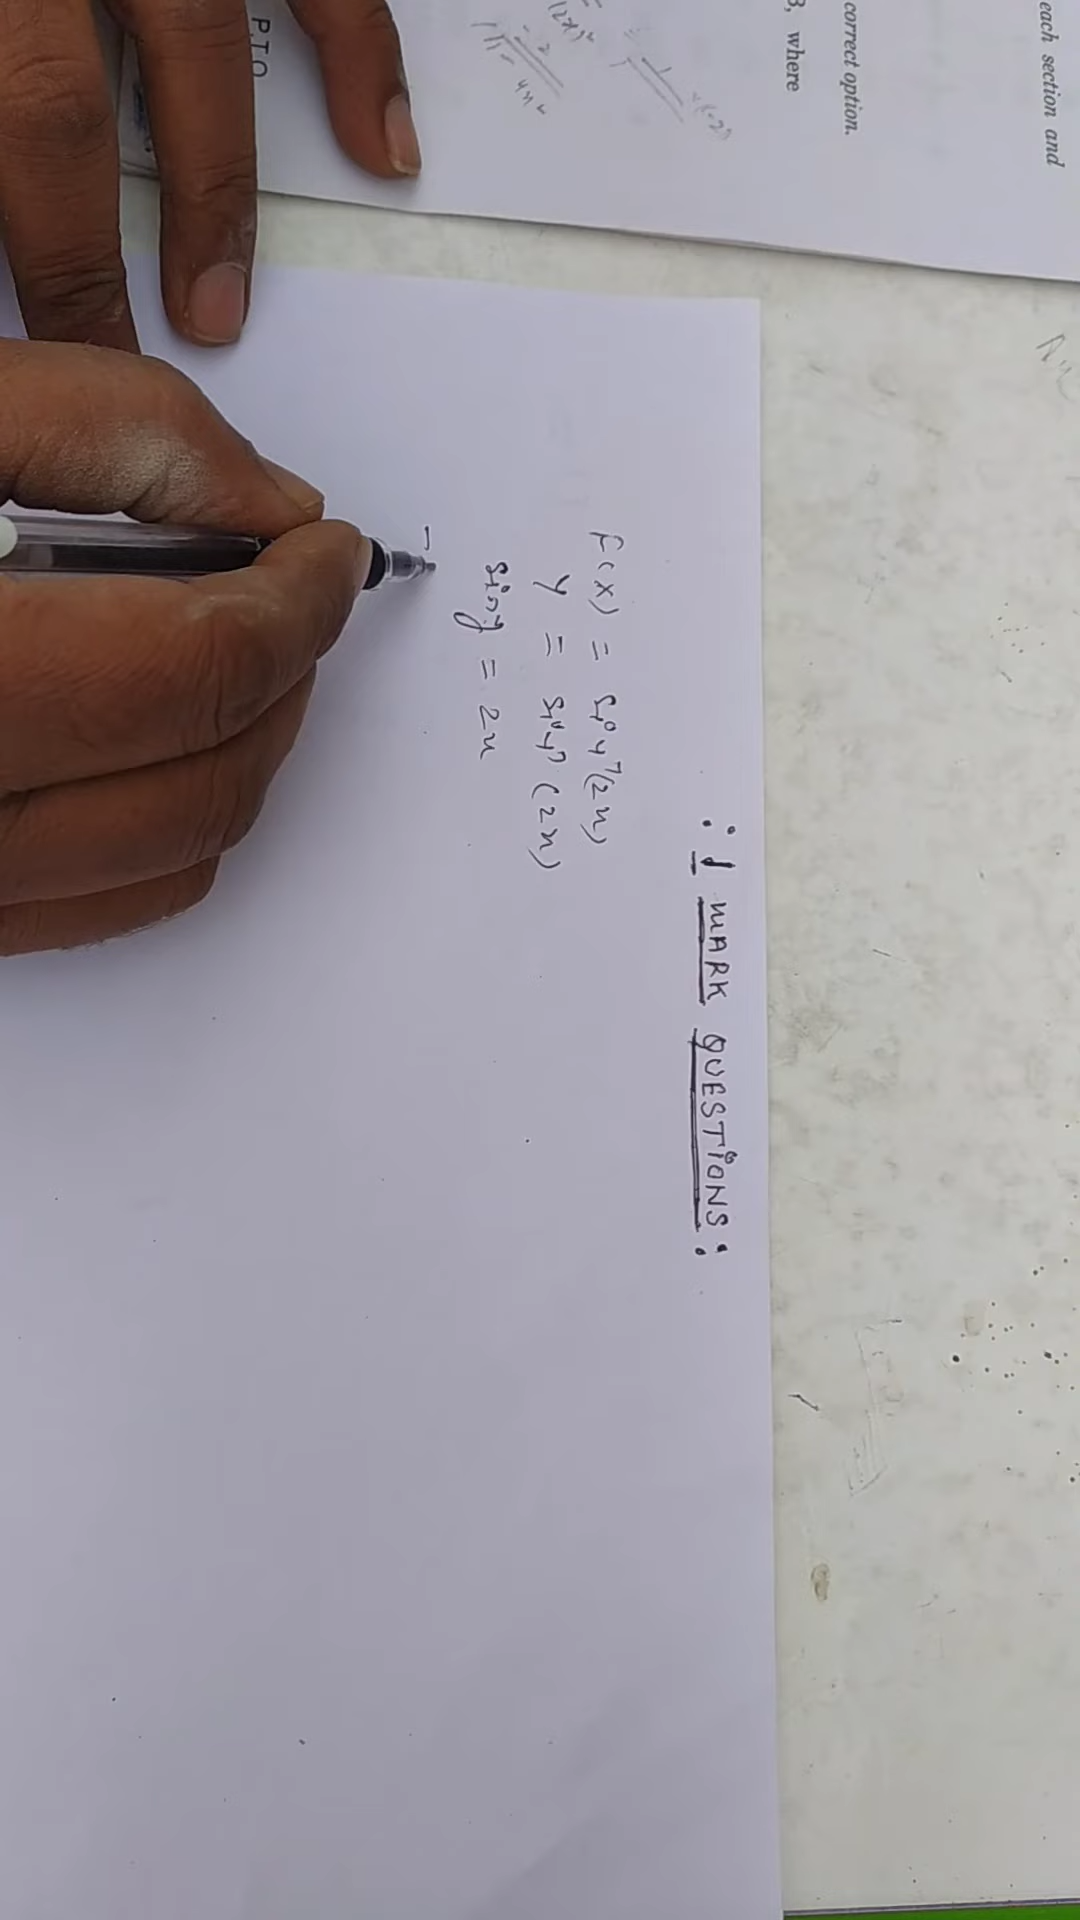 each section and
correct option.
3, where
P.T.O
: 1 MARK QUESTIONS :
F(x) = sin⁻¹(2x)
y = sin⁻¹ (2x)
sin y = 2x